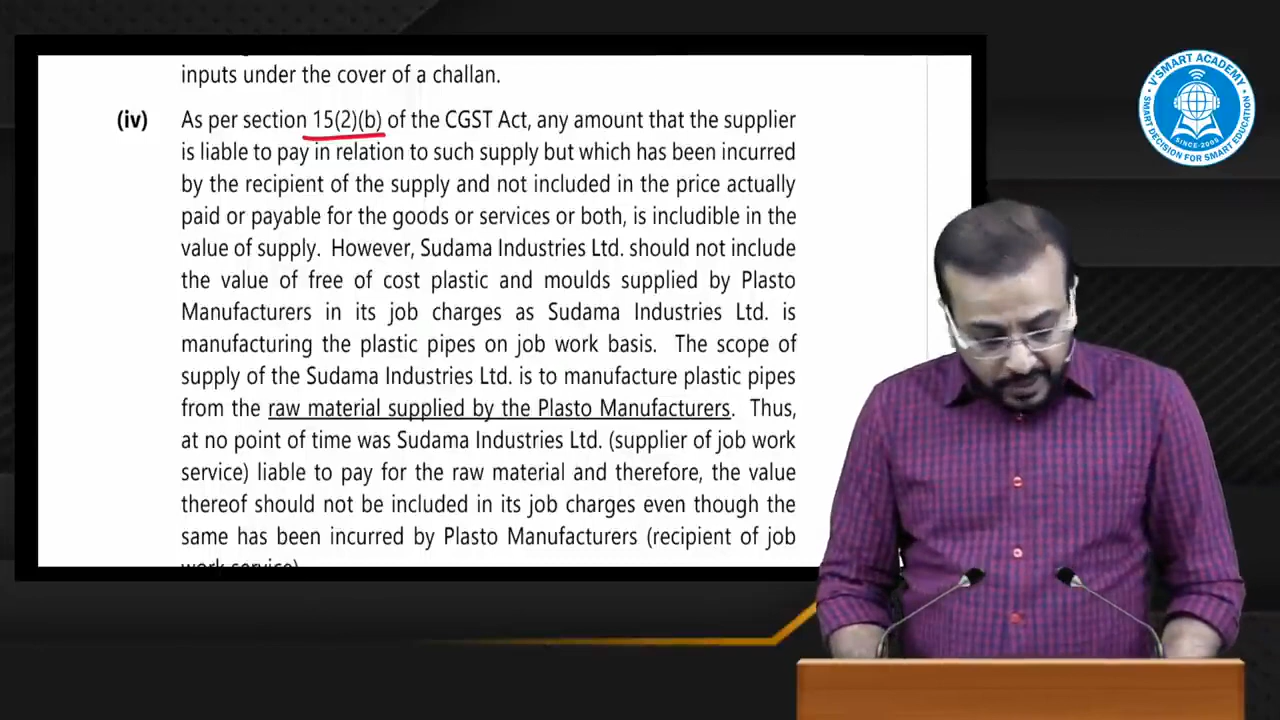 inputs under the cover of a challan.
(iv) As per section 15(2)(b) of the CGST Act, any amount that the supplier
is liable to pay in relation to such supply but which has been incurred
by the recipient of the supply and not included in the price actually
paid or payable for the goods or services or both, is includible in the
value of supply. However, Sudama Industries Ltd. should not include
the value of free of cost plastic and moulds supplied by Plasto
Manufacturers in its job charges as Sudama Industries Ltd. is
manufacturing the plastic pipes on job work basis. The scope of
supply of the Sudama Industries Ltd. is to manufacture plastic pipes
from the raw material supplied by the Plasto Manufacturers. Thus,
at no point of time was Sudama Industries Ltd. (supplier of job work
service) liable to pay for the raw material and therefore, the value
thereof should not be included in its job charges even though the
same has been incurred by Plasto Manufacturers (recipient of job
work service).
V'SMART ACADEMY
SMART DECISION FOR SMART EDUCATION
SINCE-2005